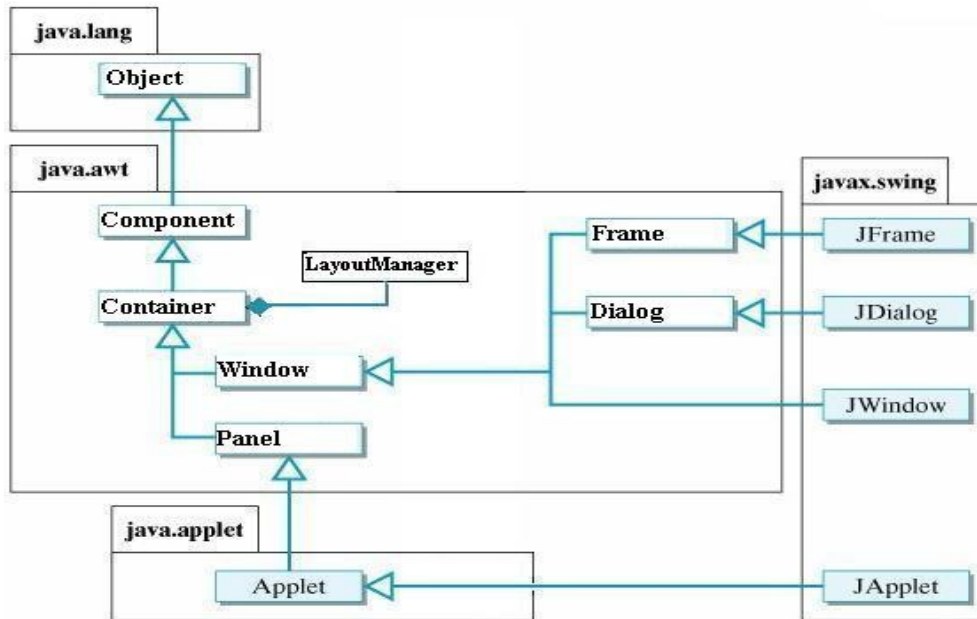 java.lang
Object
java.awt
javax.swing
Component
Frame
JFrame
LayoutManager
Container
Dialog
JDialog
Window
JWindow
Panel
java.applet
Applet
JApplet